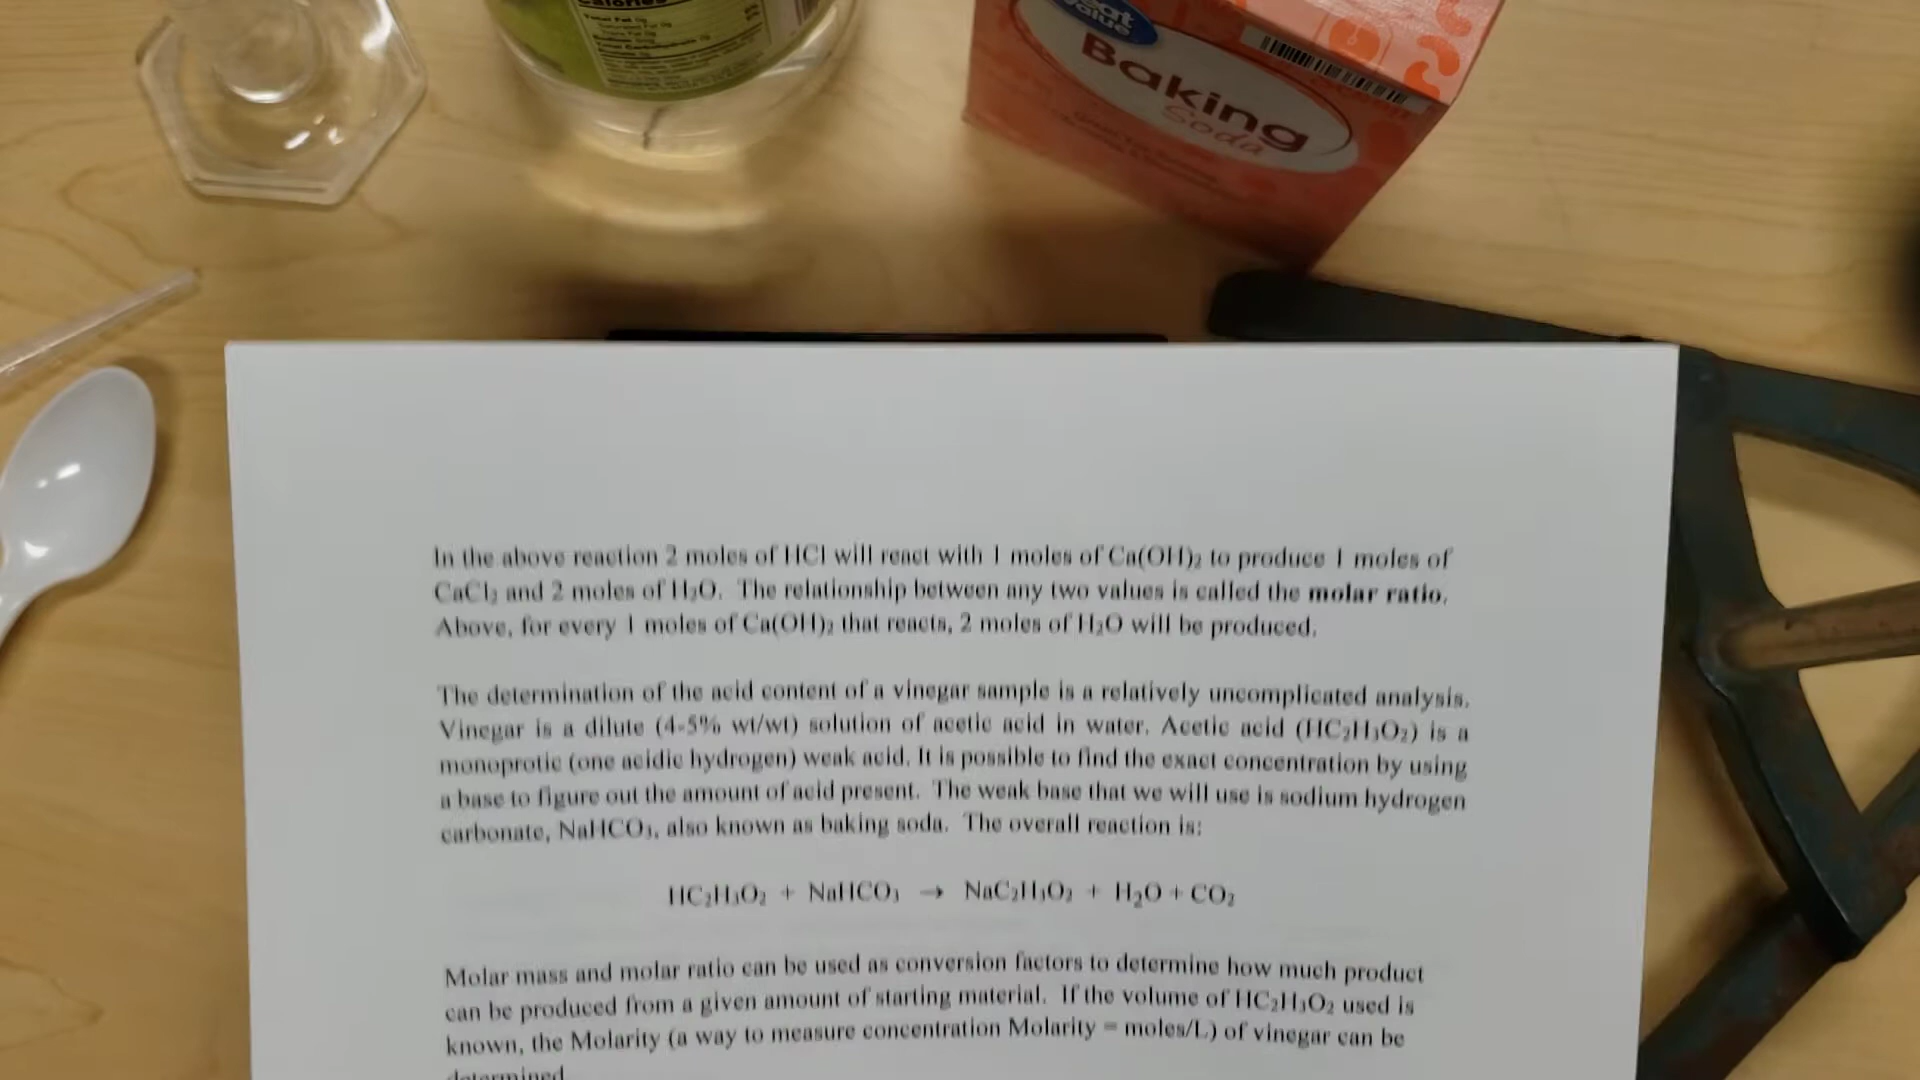 Calories
Total Fat 0g
Great Value
Baking
Soda
In the above reaction 2 moles of HCl will react with 1 moles of Ca(OH)₂ to produce 1 moles of
CaCl₂ and 2 moles of H₂O. The relationship between any two values is called the molar ratio.
Above, for every 1 moles of Ca(OH)₂ that reacts, 2 moles of H₂O will be produced.
The determination of the acid content of a vinegar sample is a relatively uncomplicated analysis.
Vinegar is a dilute (4-5% wt/wt) solution of acetic acid in water. Acetic acid (HC₂H₃O₂) is a
monoprotic (one acidic hydrogen) weak acid. It is possible to find the exact concentration by using
a base to figure out the amount of acid present. The weak base that we will use is sodium hydrogen
carbonate, NaHCO₃, also known as baking soda. The overall reaction is:
HC₂H₃O₂ + NaHCO₃ → NaC₂H₃O₂ + H₂O + CO₂
Molar mass and molar ratio can be used as conversion factors to determine how much product
can be produced from a given amount of starting material. If the volume of HC₂H₃O₂ used is
known, the Molarity (a way to measure concentration Molarity = moles/L) of vinegar can be
determined